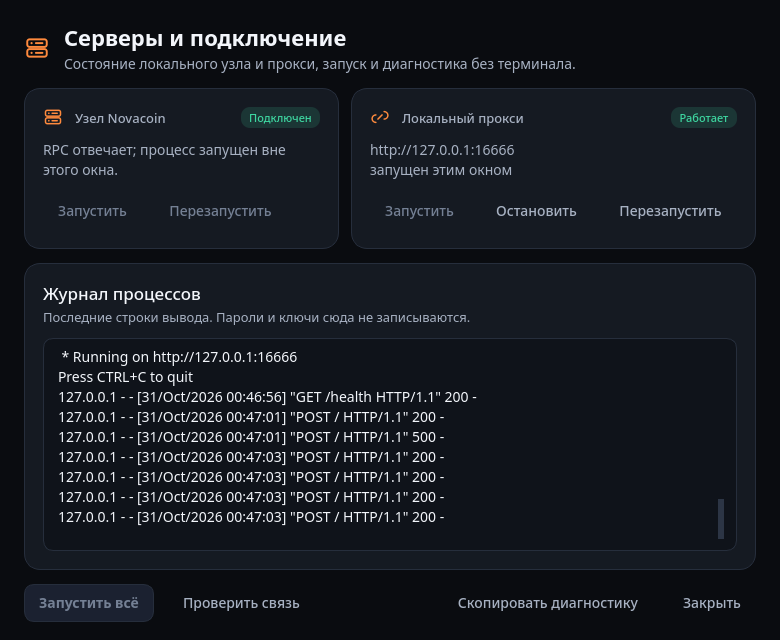 Серверы и подключение
Состояние локального узла и прокси, запуск и диагностика без терминала.
Узел Novacoin
Подключен
RPC отвечает; процесс запущен вне
этого окна.
Запустить
Перезапустить
Локальный прокси
Работает
http://127.0.0.1:16666
запущен этим окном
Запустить
Остановить
Перезапустить
Журнал процессов
Последние строки вывода. Пароли и ключи сюда не записываются.
* Running on http://127.0.0.1:16666
Press CTRL+C to quit
127.0.0.1 - - [31/Oct/2026 00:46:56] "GET /health HTTP/1.1" 200 -
127.0.0.1 - - [31/Oct/2026 00:47:01] "POST / HTTP/1.1" 200 -
127.0.0.1 - - [31/Oct/2026 00:47:01] "POST / HTTP/1.1" 500 -
127.0.0.1 - - [31/Oct/2026 00:47:03] "POST / HTTP/1.1" 200 -
127.0.0.1 - - [31/Oct/2026 00:47:03] "POST / HTTP/1.1" 200 -
127.0.0.1 - - [31/Oct/2026 00:47:03] "POST / HTTP/1.1" 200 -
127.0.0.1 - - [31/Oct/2026 00:47:03] "POST / HTTP/1.1" 200 -
Запустить всё
Проверить связь
Скопировать диагностику
Закрыть